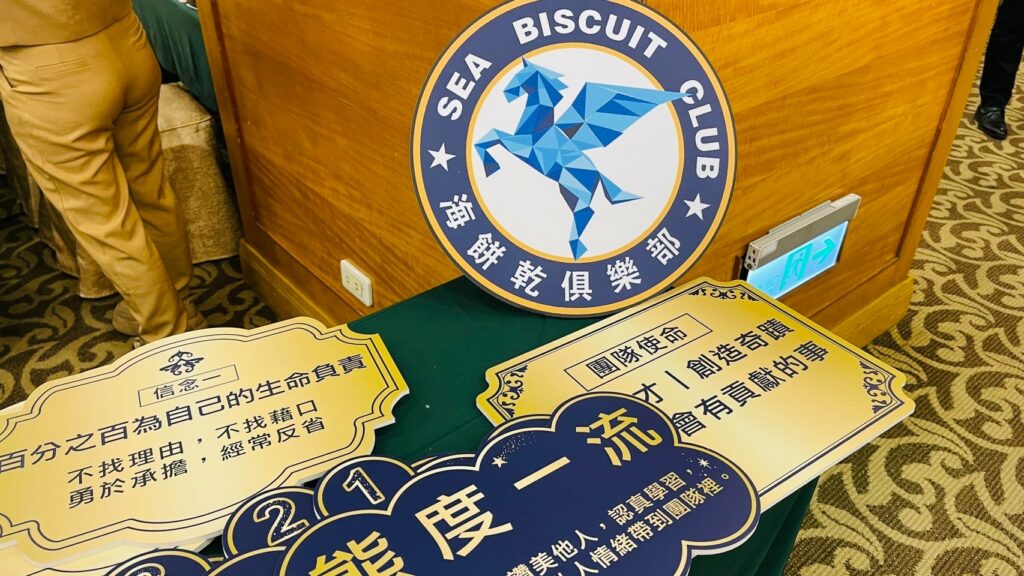 SEA BISCUIT CLUB
海餅乾俱樂部
信念一
百分之百為自己的生命負責
不找理由，不找藉口
勇於承擔，經常反省
團隊使命
才｜創造奇蹟
會有貢獻的事
1
2
態度一流
讚美他人，認真學習，
人情緒帶到團隊裡。